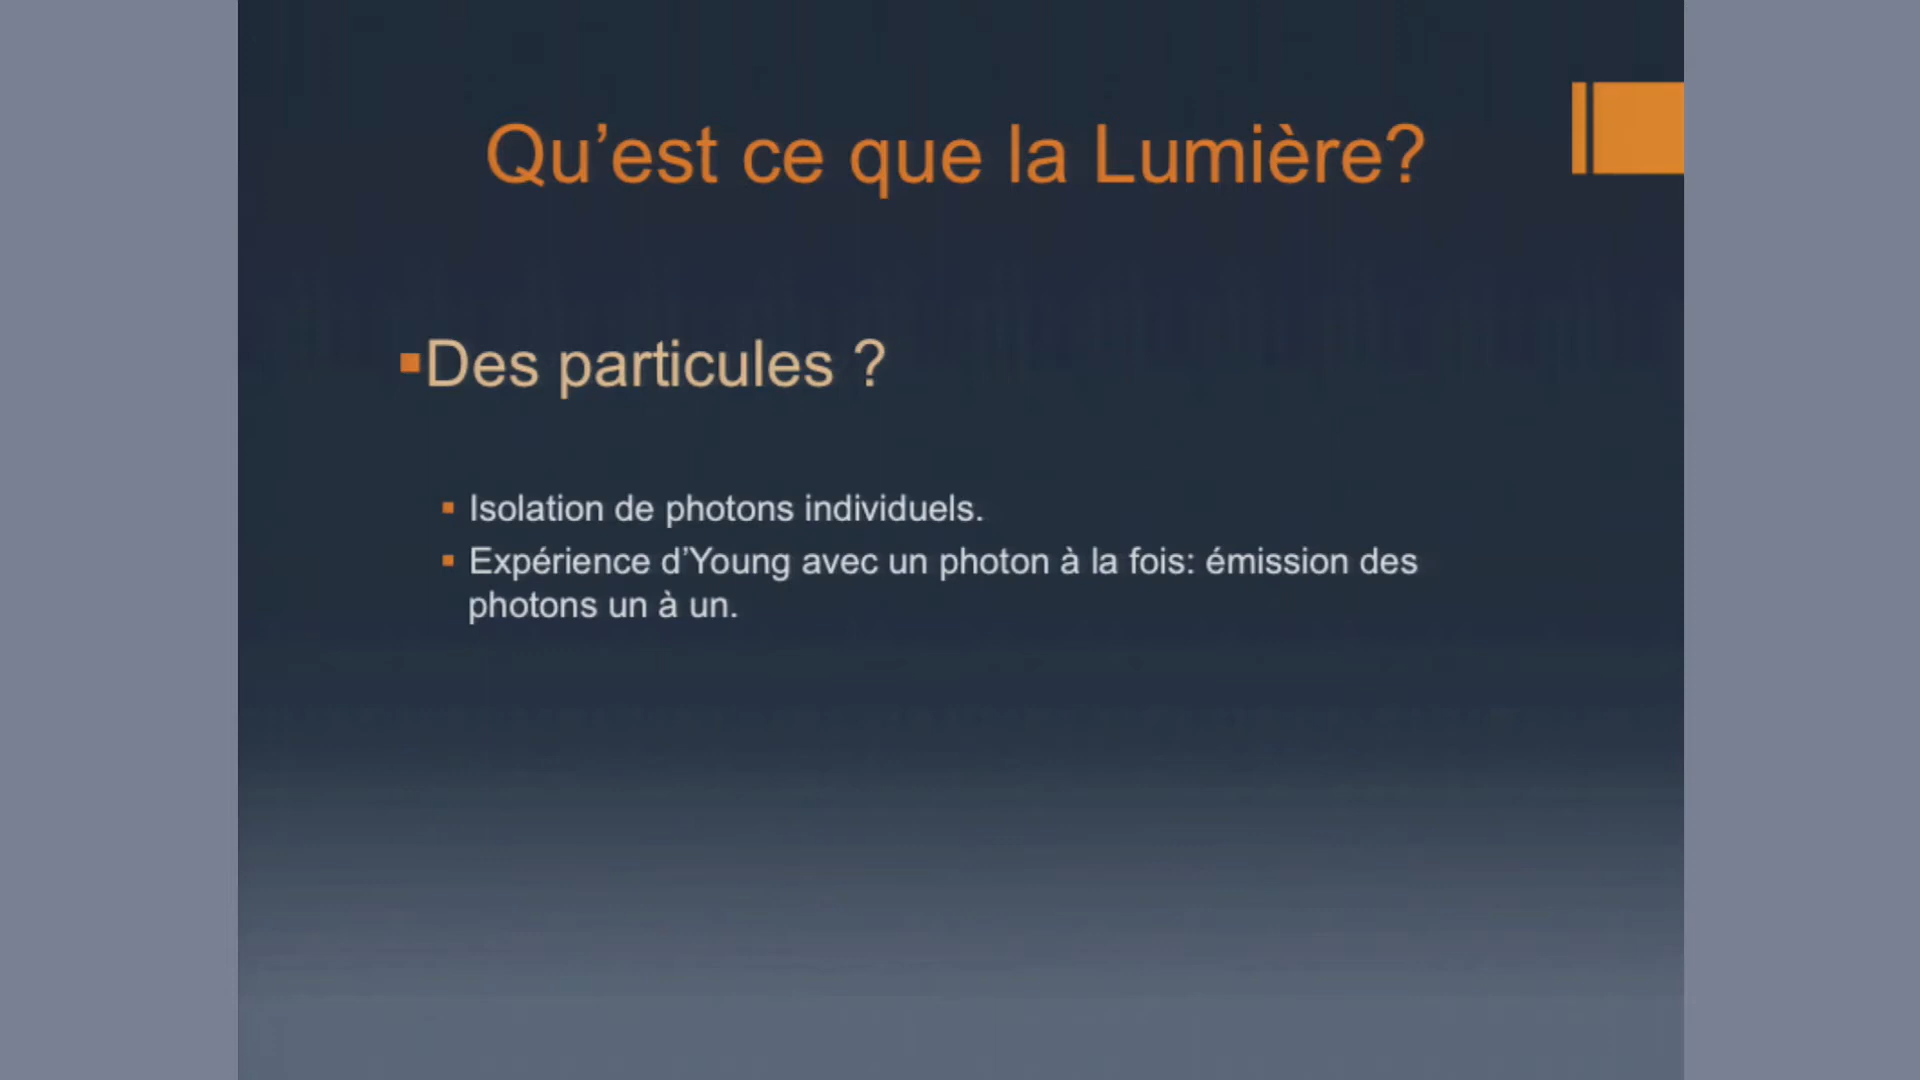 Qu’est ce que la Lumière?
Des particules ?
Isolation de photons individuels.
Expérience d’Young avec un photon à la fois: émission des
photons un à un.